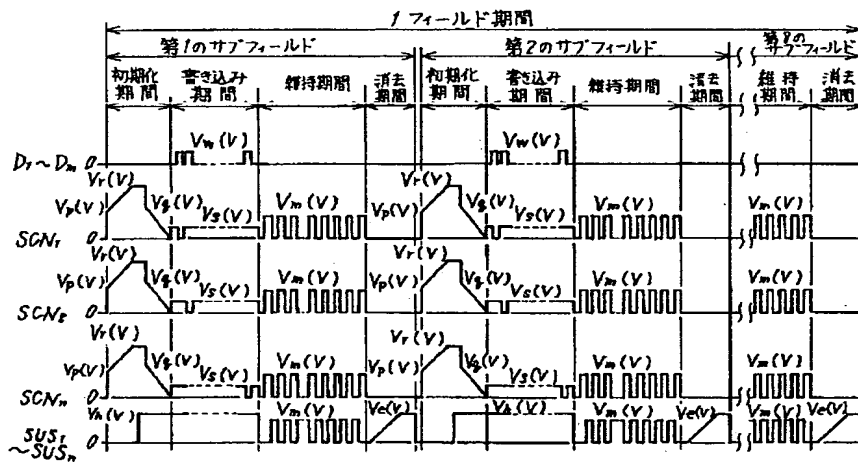 1 フィールド期間
第1のサブフィールド 第2のサブフィールド 第8のサブフィールド
初期化期間 書き込み期間 維持期間 消去期間 初期化期間 書き込み期間 維持期間 消去期間 維持期間 消去期間
D₁～Dₘ 0 Vw(V) Vw(V)
Vr(V) Vr(V)
Vp(V) Vq(V) Vs(V) Vm(V) Vp(V) Vq(V) Vs(V) Vm(V) Vm(V)
SCN₁ 0
Vr(V) Vr(V)
Vp(V) Vq(V) Vs(V) Vm(V) Vp(V) Vq(V) Vs(V) Vm(V) Vm(V)
SCN₂ 0
Vr(V) Vr(V)
Vp(V) Vq(V) Vs(V) Vm(V) Vp(V) Vq(V) Vs(V) Vm(V) Vm(V)
SCNₙ 0
Vh(V) Vm(V) Ve(V) Vh(V) Vm(V) Ve(V) Vm(V) Ve(V)
SUS₁ 0
～SUSₙ